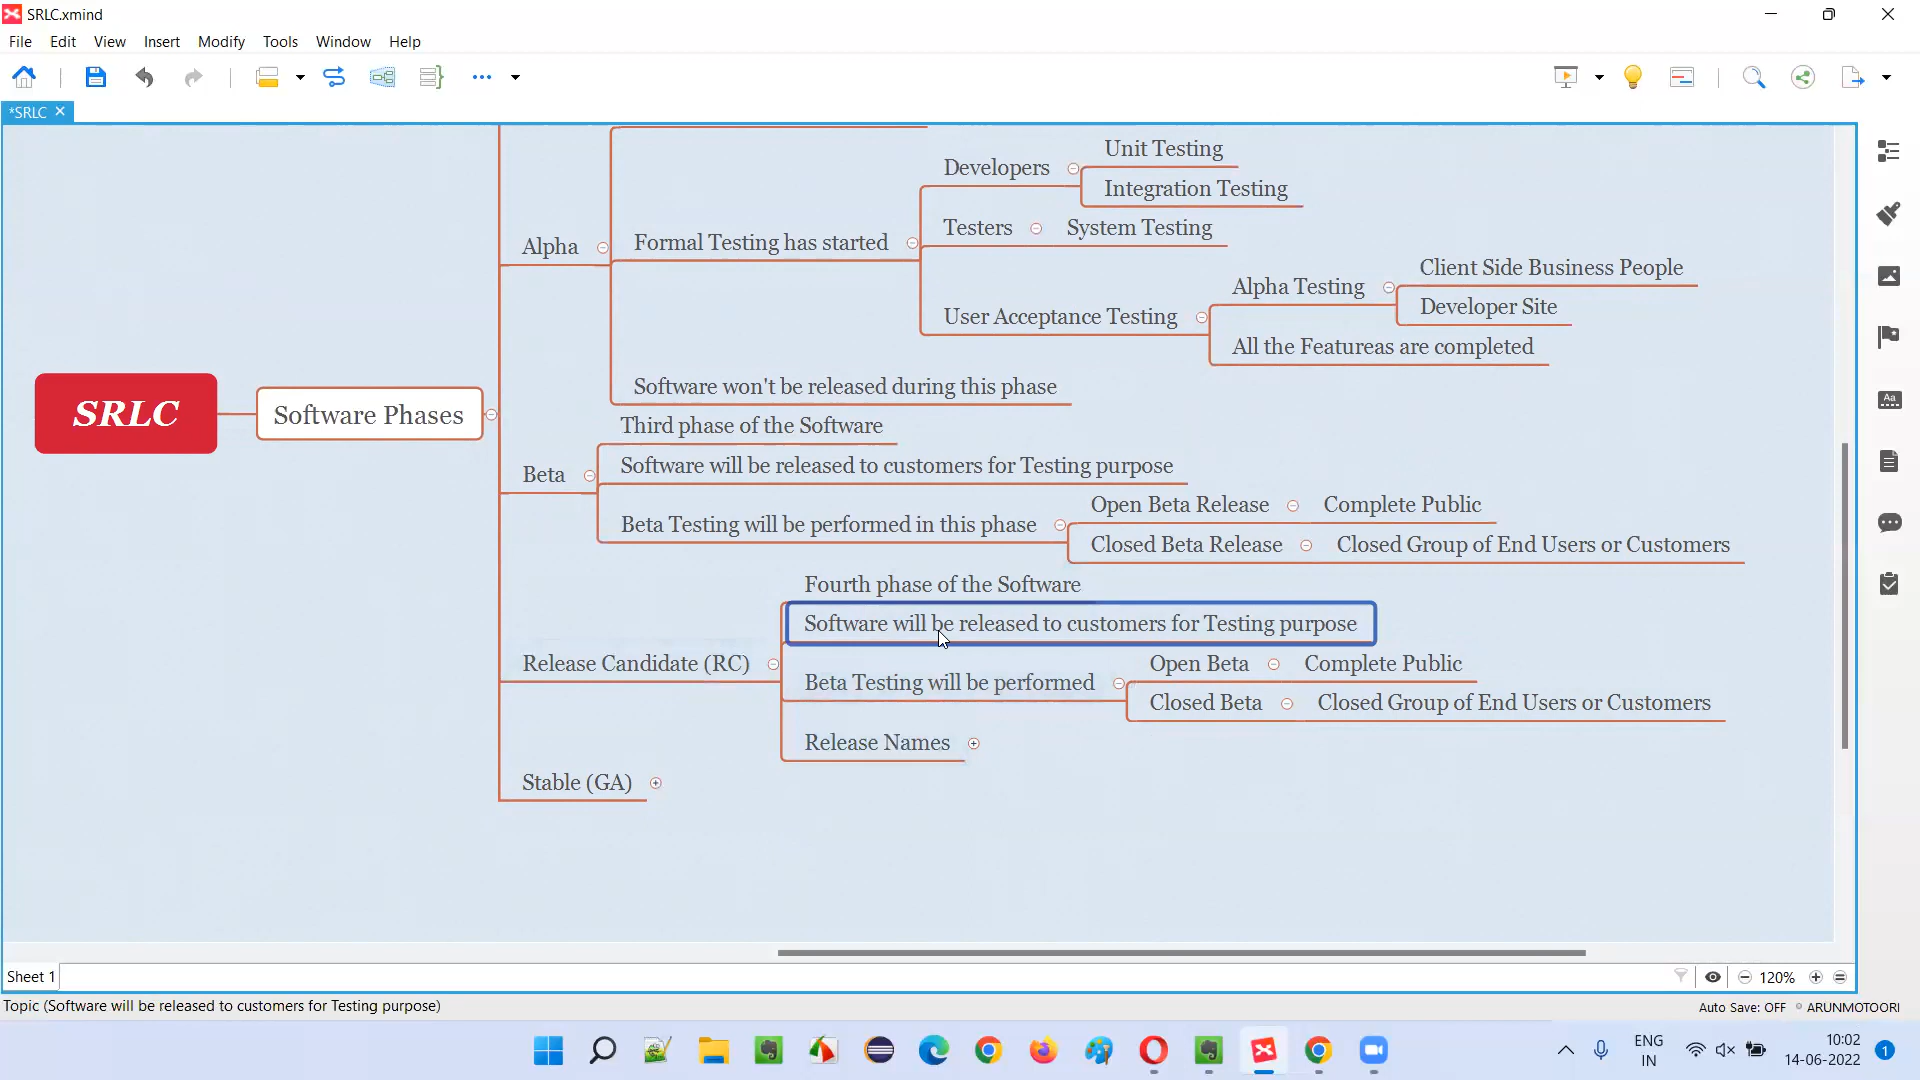 SRLC.xmind
File Edit View Insert Modify Tools Window Help
*SRLC
Developers
Unit Testing
Integration Testing
Testers
System Testing
Alpha
Formal Testing has started
User Acceptance Testing
Alpha Testing
Client Side Business People
Developer Site
All the Featureas are completed
Software won't be released during this phase
SRLC
Software Phases
Third phase of the Software
Beta
Software will be released to customers for Testing purpose
Beta Testing will be performed in this phase
Open Beta Release
Complete Public
Closed Beta Release
Closed Group of End Users or Customers
Fourth phase of the Software
Software will be released to customers for Testing purpose
Release Candidate (RC)
Beta Testing will be performed
Open Beta
Complete Public
Closed Beta
Closed Group of End Users or Customers
Release Names
Stable (GA)
Aa
Sheet 1
120%
Topic (Software will be released to customers for Testing purpose)
Auto Save: OFF
ARUNMOTOORI
ENG
IN
10:02
14-06-2022
1